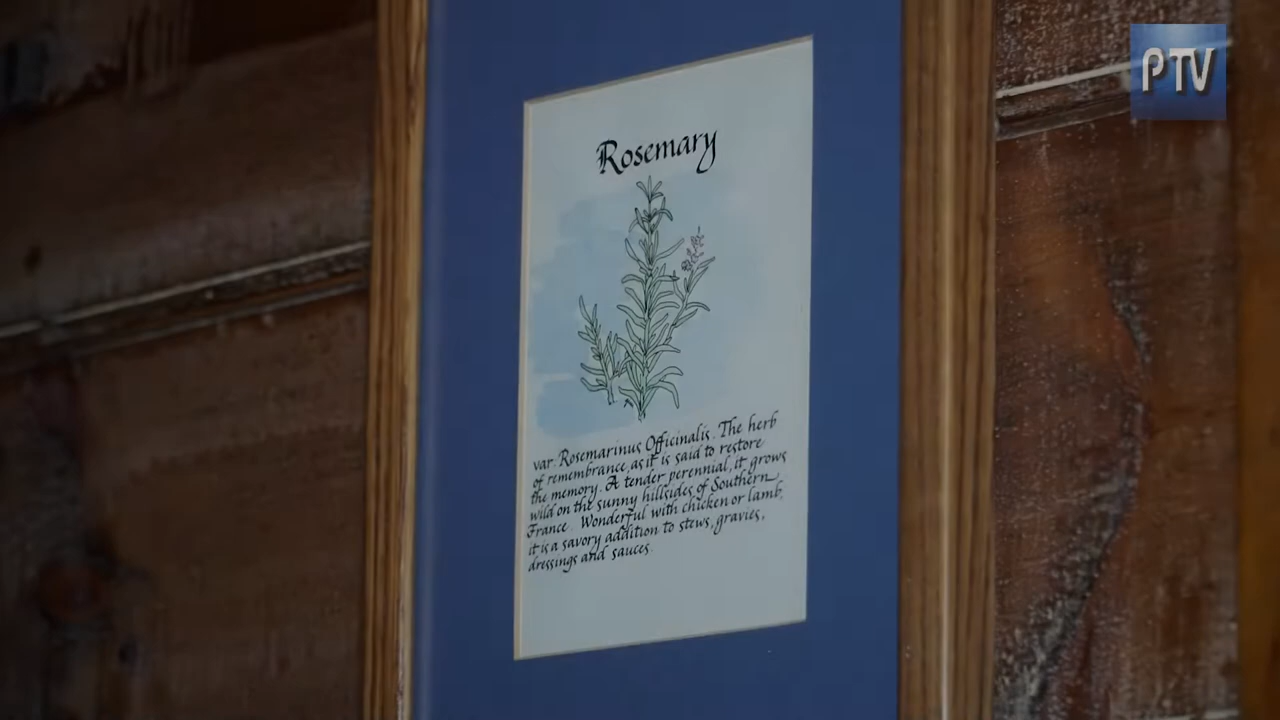 PTV
Rosemary
var. Rosemarinus Officinalis. The herb
of remembrance, as it is said to restore
the memory. A tender perennial, it grows
wild on the sunny hillsides of Southern
France. Wonderful with chicken or lamb,
it is a savory addition to stews, gravies,
dressings and sauces.